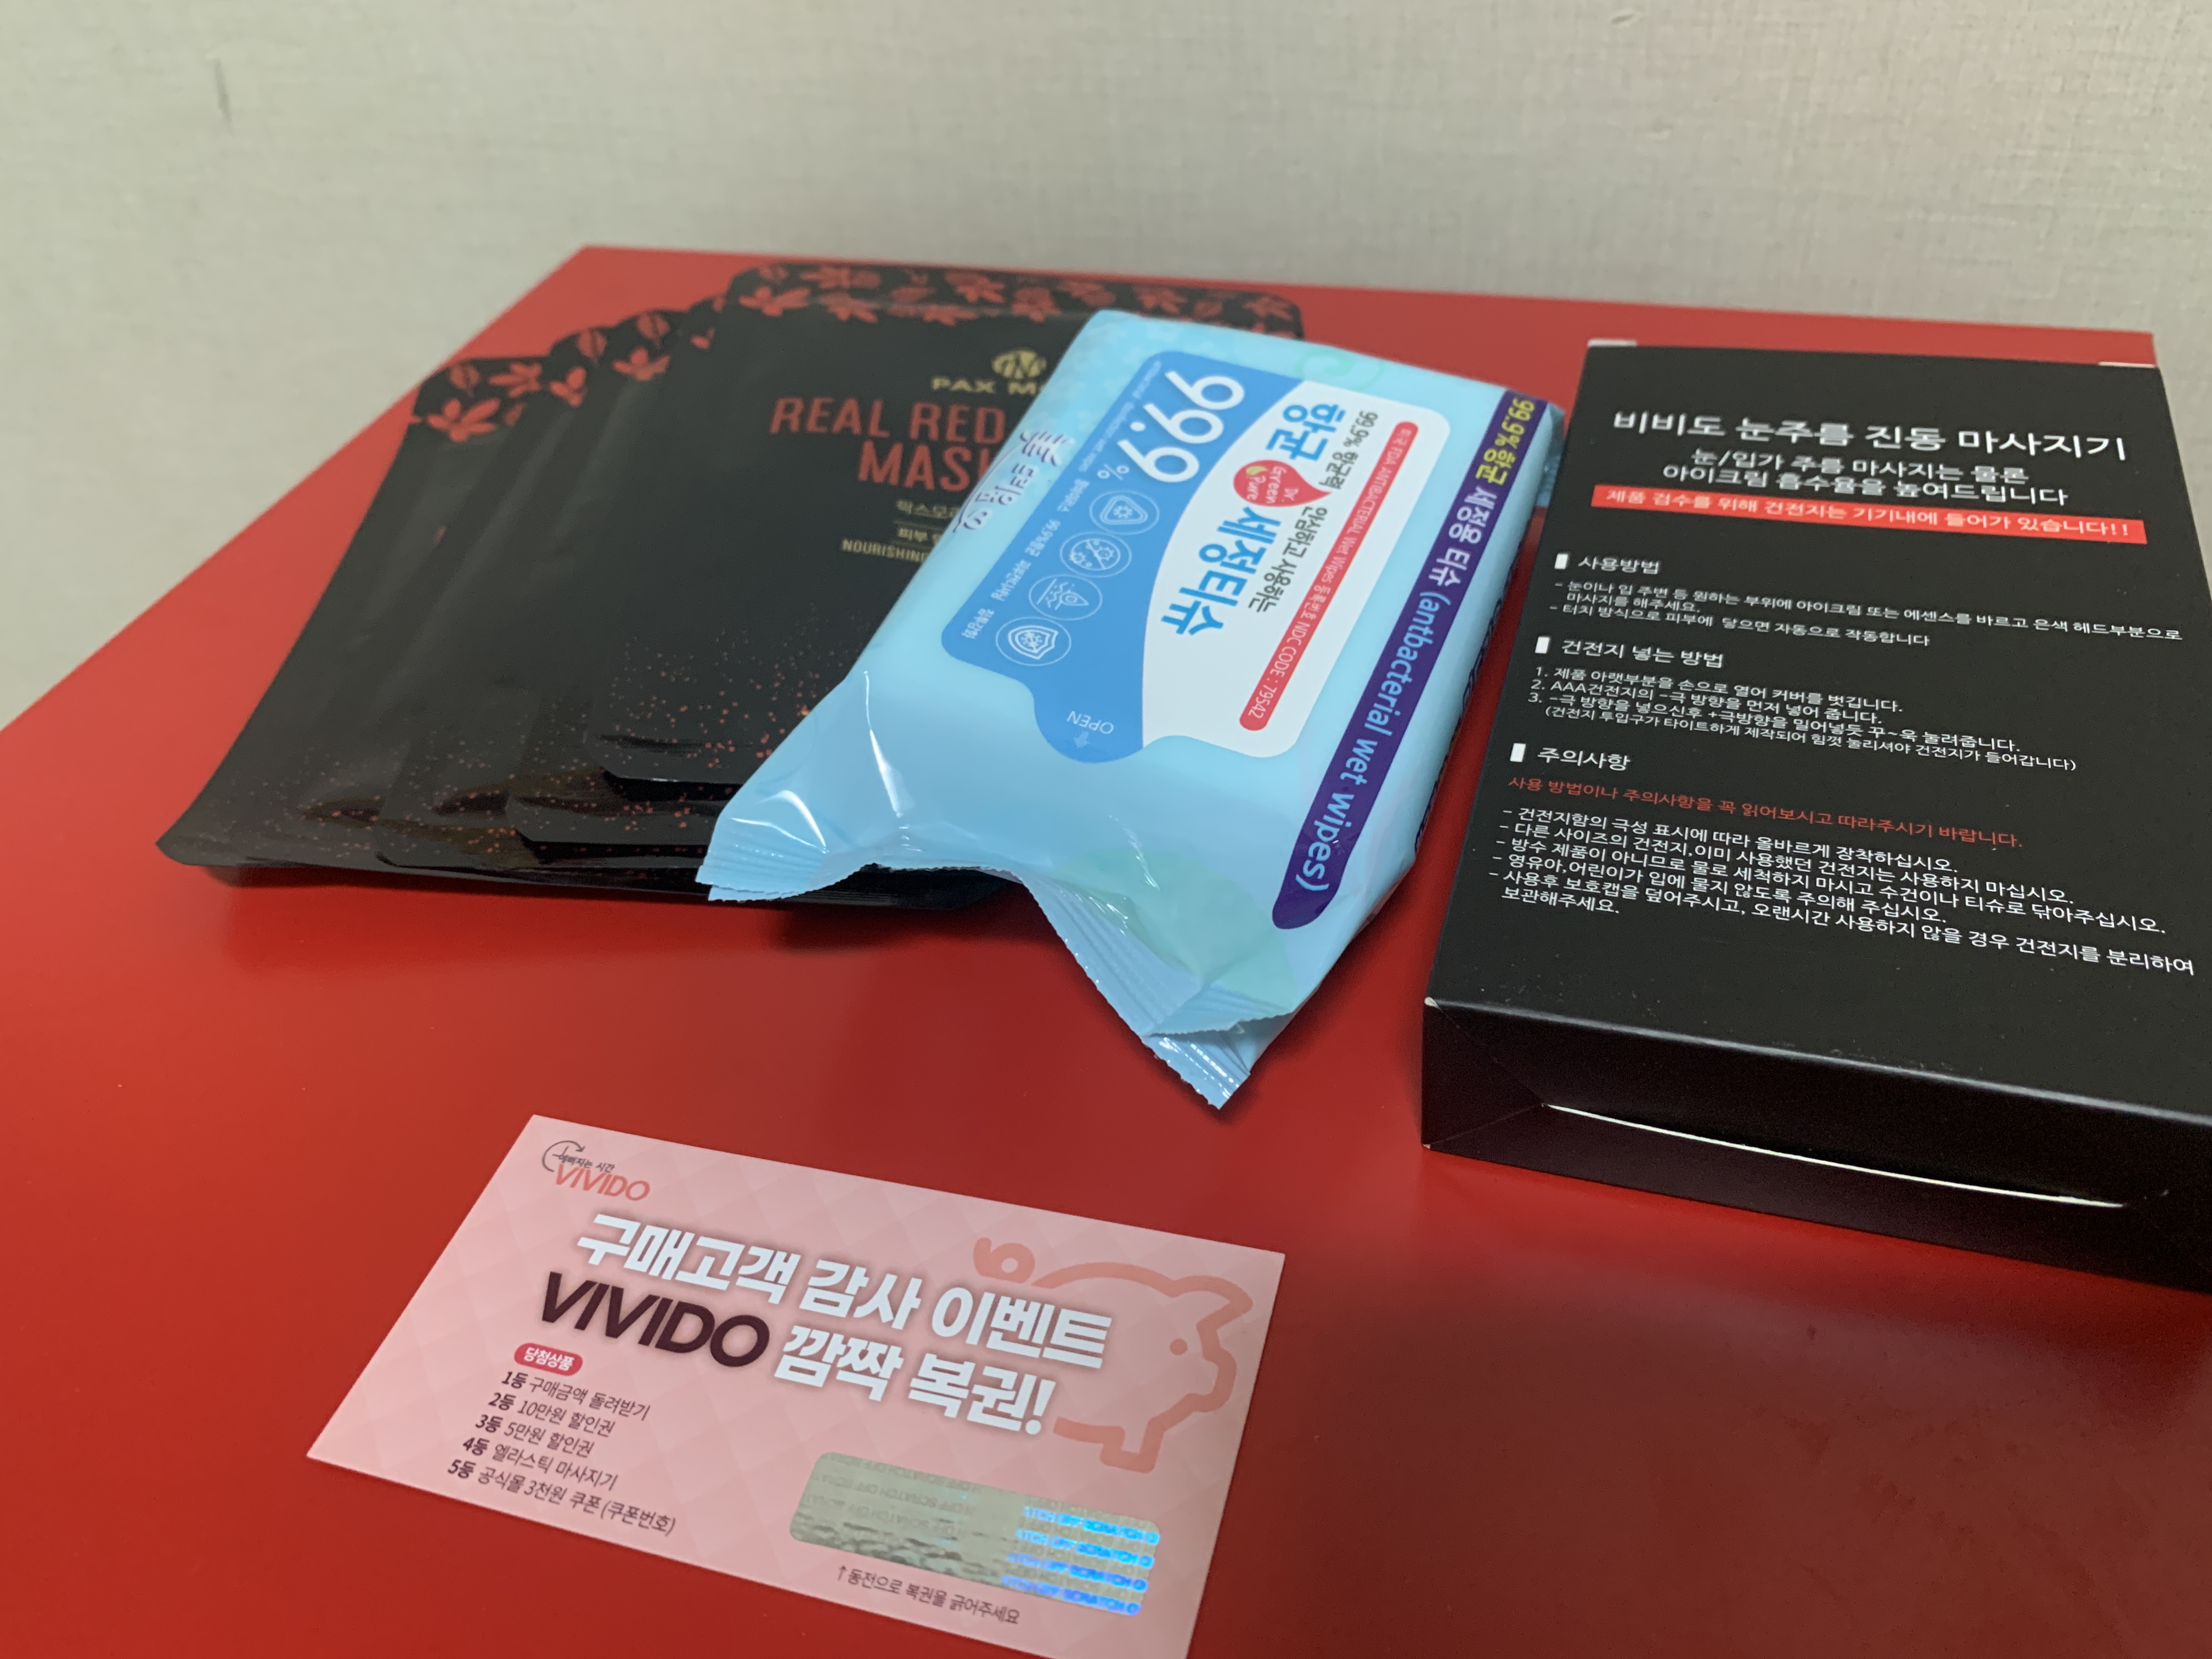 PAX
REAL RED
MASK
피부
NOURISHING
99.9%
OPEN
99.9% 항균력 안심하고 사용하는
항균 세정티슈
Dr.
Green
Pure
미국 FDA ANTIBACTERIAL Wet Wipes 등록번호 NDC CODE : 79542
99.9% 항균 세정용 티슈 (antbacterial wet wipes)
비비도 눈주름 진동 마사지기
눈/입가 주름 마사지는 물론
아이크림 흡수율을 높여드립니다
제품 검수를 위해 건전지는 기기내에 들어가 있습니다!!
사용방법
- 눈이나 입 주변 등 원하는 부위에 아이크림 또는 에센스를 바르고 은색 헤드부분으로
마사지를 해주세요.
- 터치 방식으로 피부에 닿으면 자동으로 작동합니다
건전지 넣는 방법
1. 제품 아랫부분을 손으로 열어 커버를 벗깁니다.
2. AAA건전지의 -극 방향을 먼저 넣어 줍니다.
3. -극 방향을 넣으신후 +극방향을 밀어넣듯 꾸~욱 눌려줍니다.
(건전지 투입구가 타이트하게 제작되어 힘껏 눌리셔야 건전지가 들어갑니다)
주의사항
사용 방법이나 주의사항을 꼭 읽어보시고 따라주시기 바랍니다.
- 건전지함의 극성 표시에 따라 올바르게 장착하십시오.
- 다른 사이즈의 건전지,이미 사용했던 건전지는 사용하지 마십시오.
- 방수 제품이 아니므로 물로 세척하지 마시고 수건이나 티슈로 닦아주십시오.
- 영유아,어린이가 입에 물지 않도록 주의해 주십시오.
- 사용후 보호캡을 덮어주시고, 오랜시간 사용하지 않을 경우 건전지를 분리하여
보관해주세요.
예뻐지는 시간
VIVIDO
구매고객 감사 이벤트
VIVIDO 깜짝 복권!
당첨상품
1등 구매금액 돌려받기
2등 10만원 할인권
3등 5만원 할인권
4등 엘라스틱 마사지기
5등 공식몰 3천원 쿠폰 (쿠폰번호)
SCRATCH OFF
↑동전으로 복권을 긁어주세요